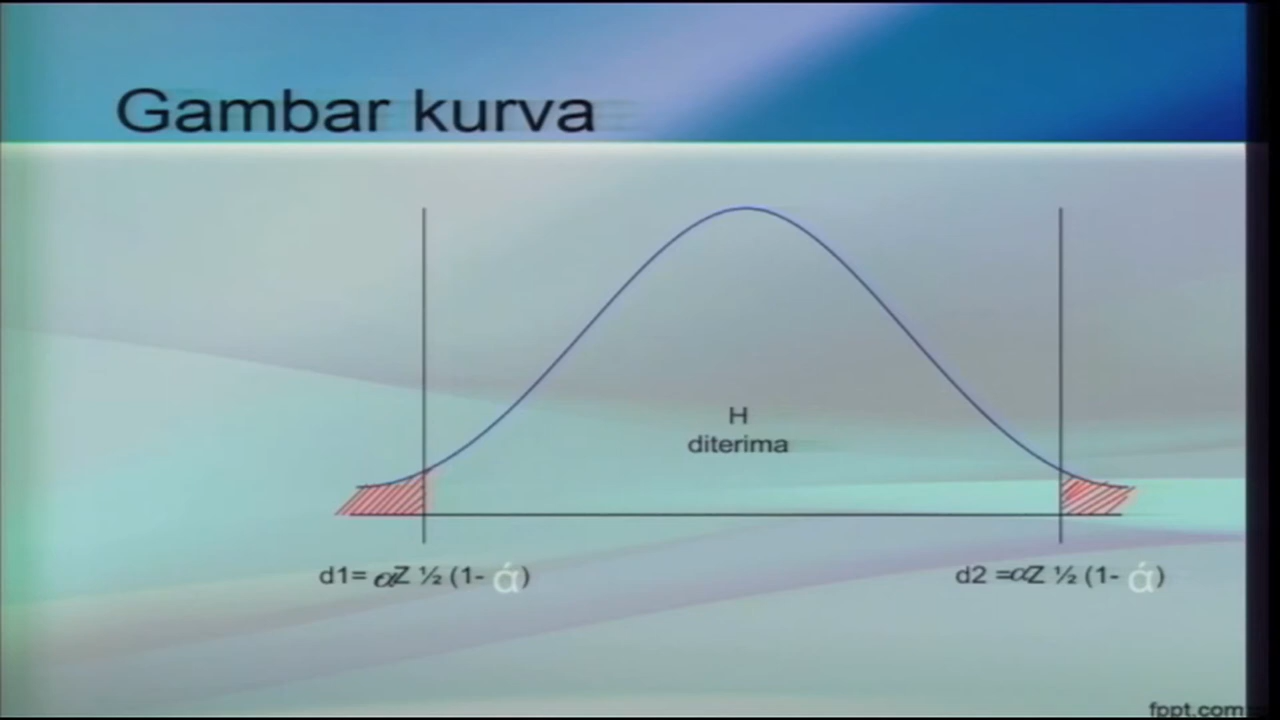 Gambar kurva
H
diterima
d1= αZ ½ (1- ά)
d2 =αZ ½ (1- ά)
fppt.com